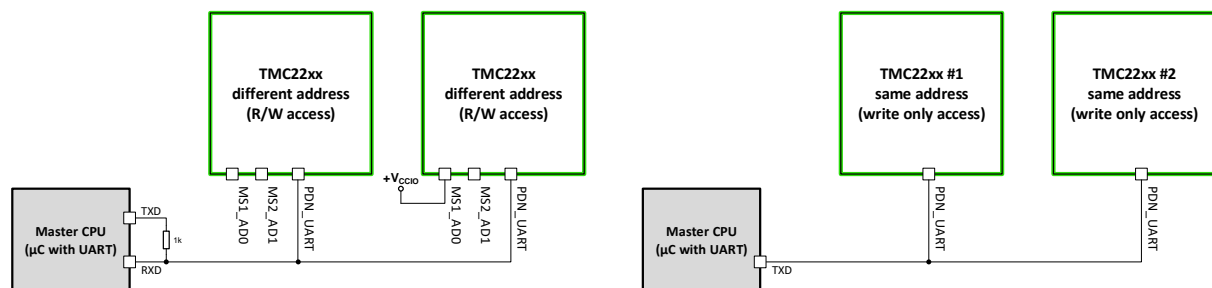 TMC22xx
different address
(R/W access)
TMC22xx
different address
(R/W access)
+VCCIO
MS1_AD0
MS2_AD1
PDN_UART
MS1_AD0
MS2_AD1
PDN_UART
Master CPU
(µC with UART)
TXD
1k
RXD
TMC22xx #1
same address
(write only access)
TMC22xx #2
same address
(write only access)
PDN_UART
PDN_UART
Master CPU
(µC with UART)
TXD